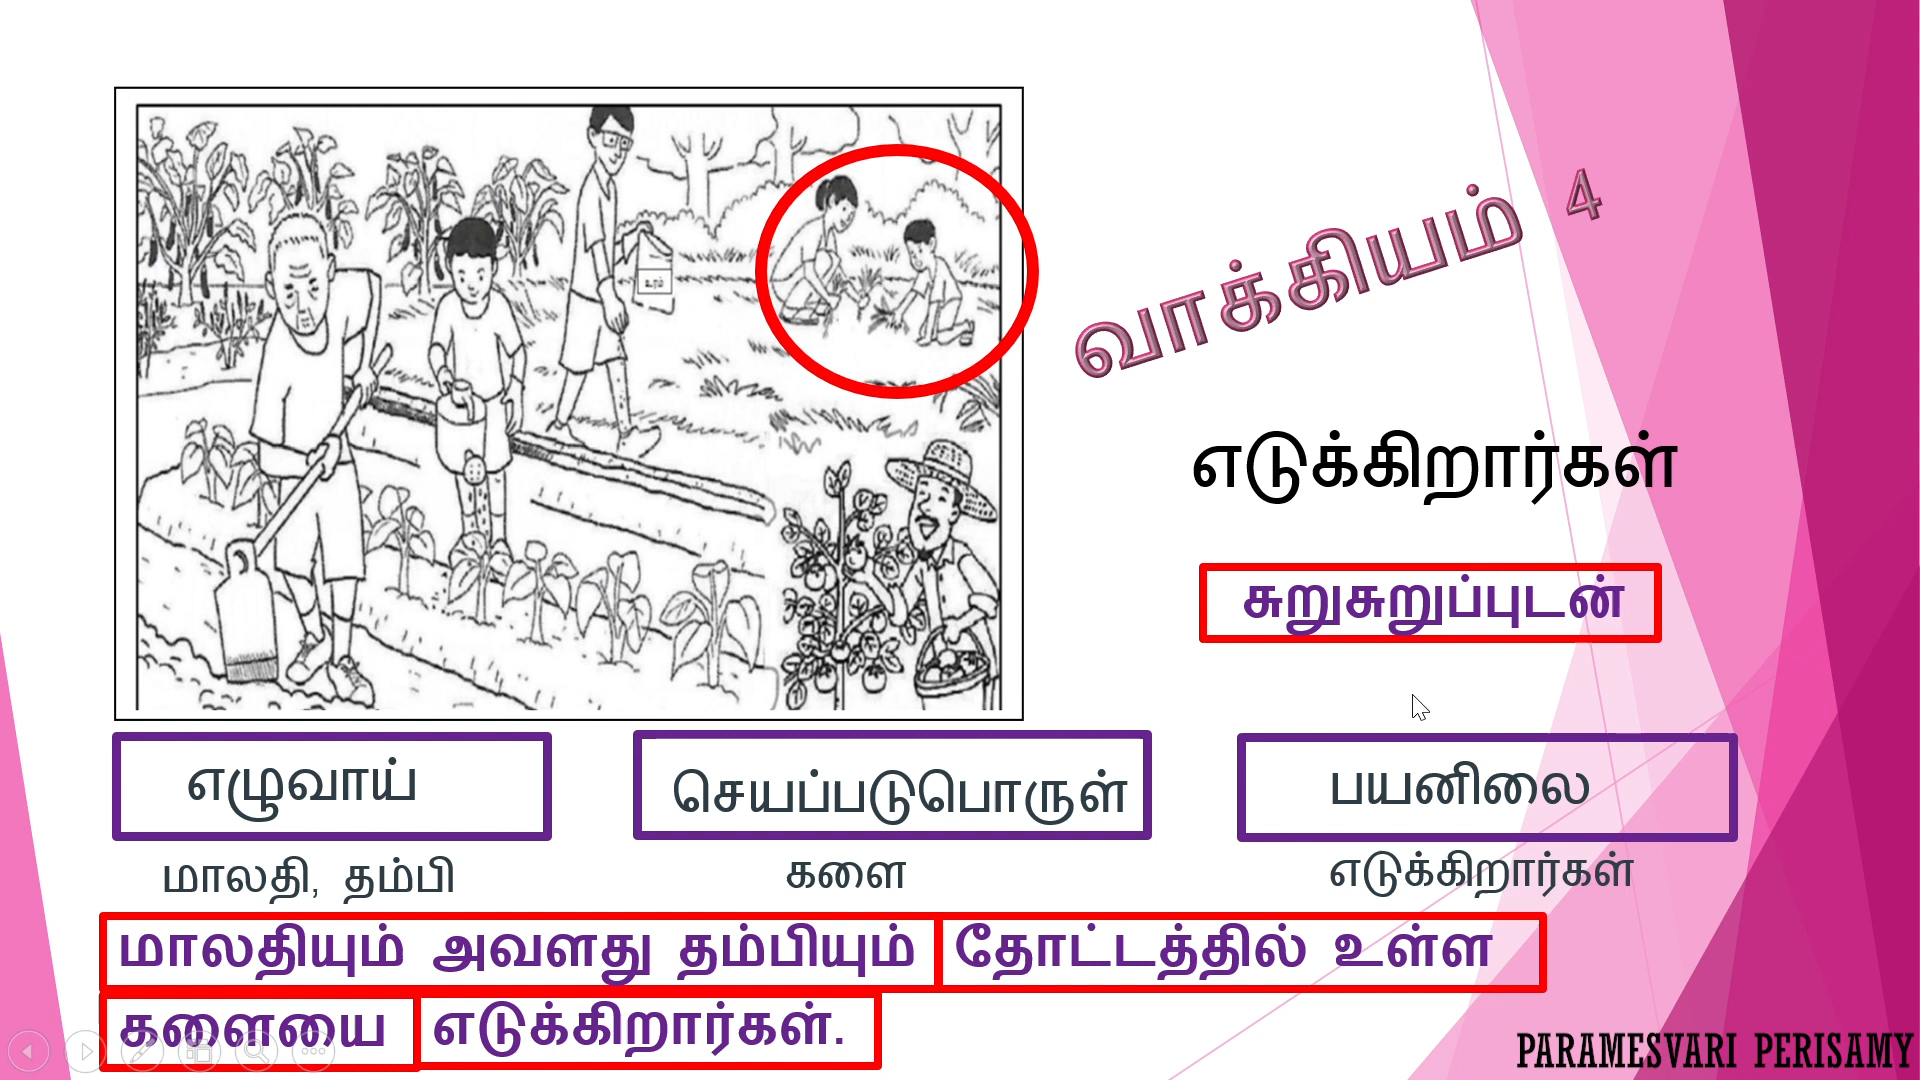 உரம்
வாக்கியம் 4
எடுக்கிறார்கள்
சுறுசுறுப்புடன்
எழுவாய் செயப்படுபொருள் பயனிலை
மாலதி, தம்பி களை எடுக்கிறார்கள்
மாலதியும் அவளது தம்பியும் தோட்டத்தில் உள்ள
களையை எடுக்கிறார்கள்.
PARAMESVARI PERISAMY